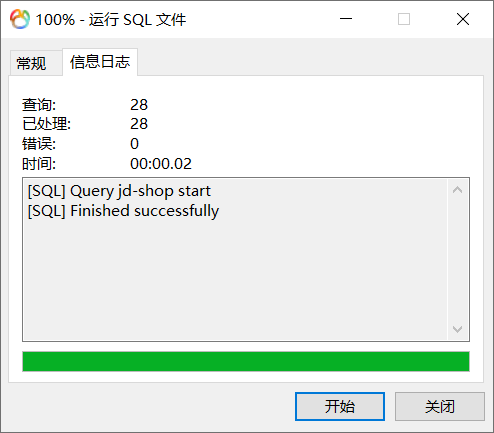 100% - 运行 SQL 文件
常规 信息日志
查询: 28
已处理: 28
错误: 0
时间: 00:00.02
[SQL] Query jd-shop start
[SQL] Finished successfully
开始 关闭